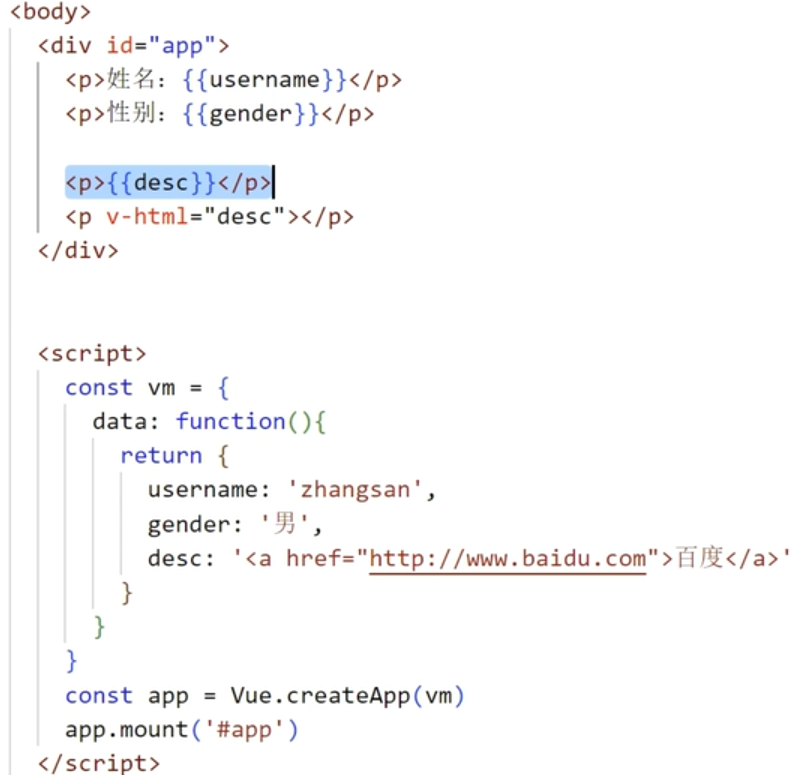 <body>
<div id="app">
<p>姓名：{{username}}</p>
<p>性别：{{gender}}</p>
<p>{{desc}}</p>
<p v-html="desc"></p>
</div>
<script>
const vm = {
data: function(){
return {
username: 'zhangsan',
gender: '男',
desc: '<a href="http://www.baidu.com">百度</a>'
}
}
}
const app = Vue.createApp(vm)
app.mount('#app')
</script>